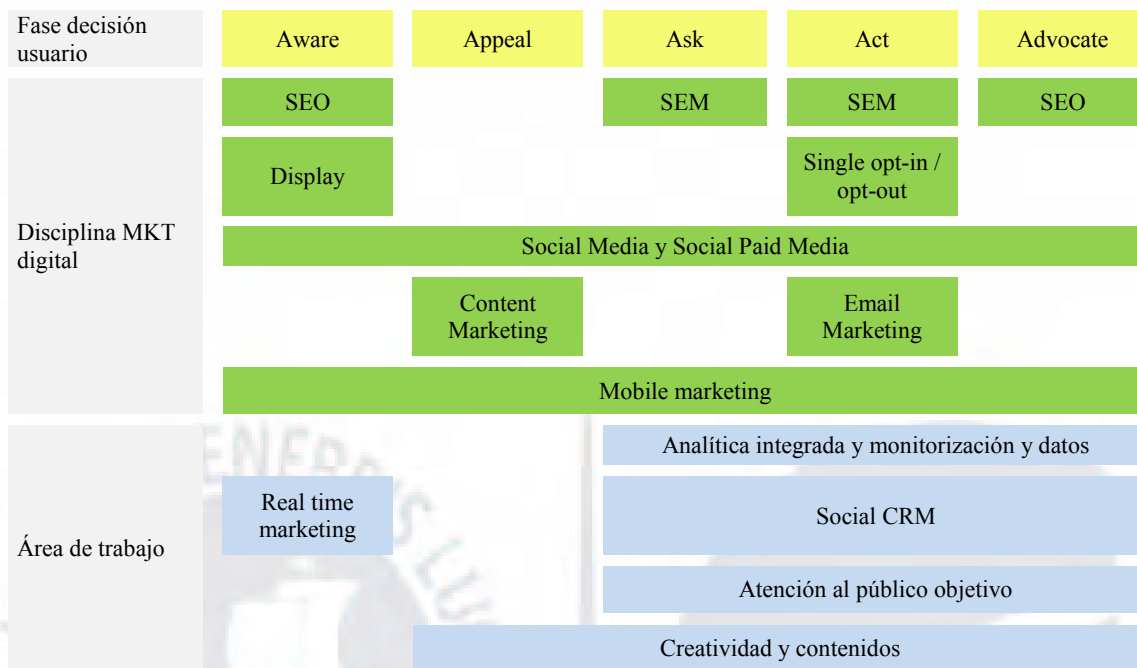 Fase decisión
usuario
Aware
Appeal
Ask
Act
Advocate
SEO
SEM
SEM
SEO
Disciplina MKT
digital
Display
Single opt-in /
opt-out
Social Media y Social Paid Media
Content
Marketing
Email
Marketing
Mobile marketing
Área de trabajo
Analítica integrada y monitorización y datos
Real time
marketing
Social CRM
Atención al público objetivo
Creatividad y contenidos